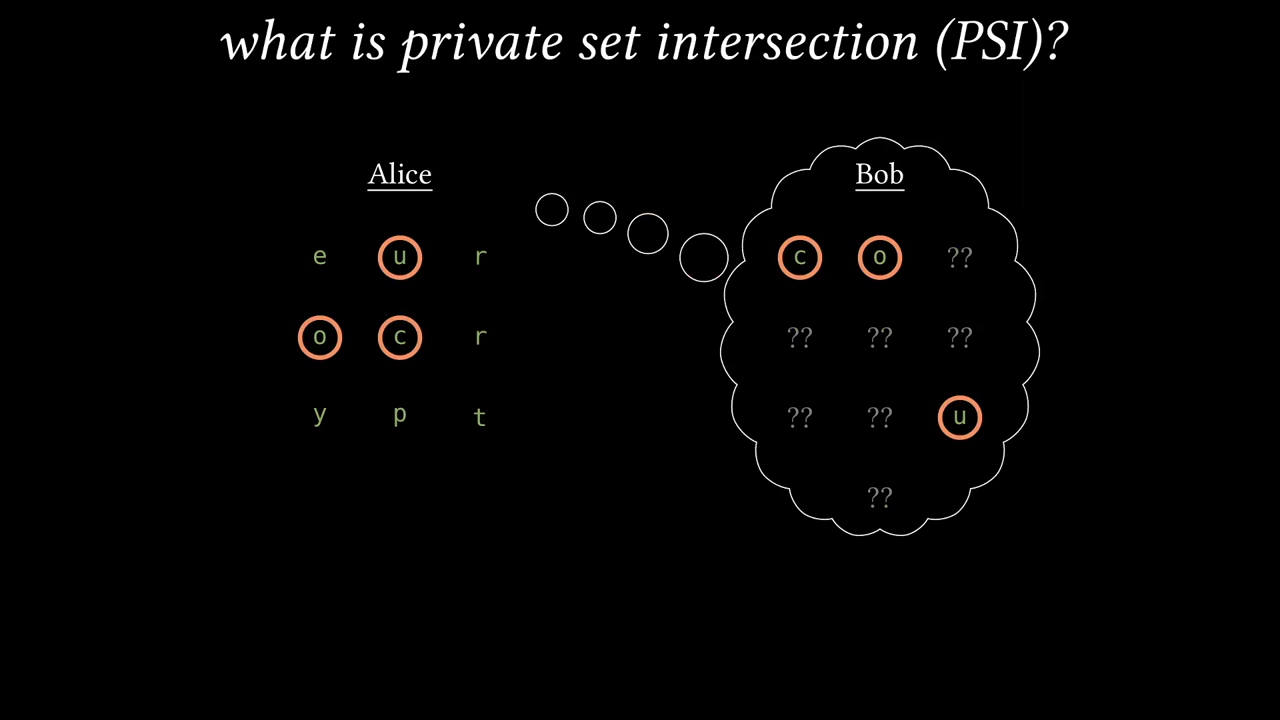 what is private set intersection (PSI)?
Alice
Bob
e u r
c o ??
o c r
?? ?? ??
y p t
?? ?? u
??